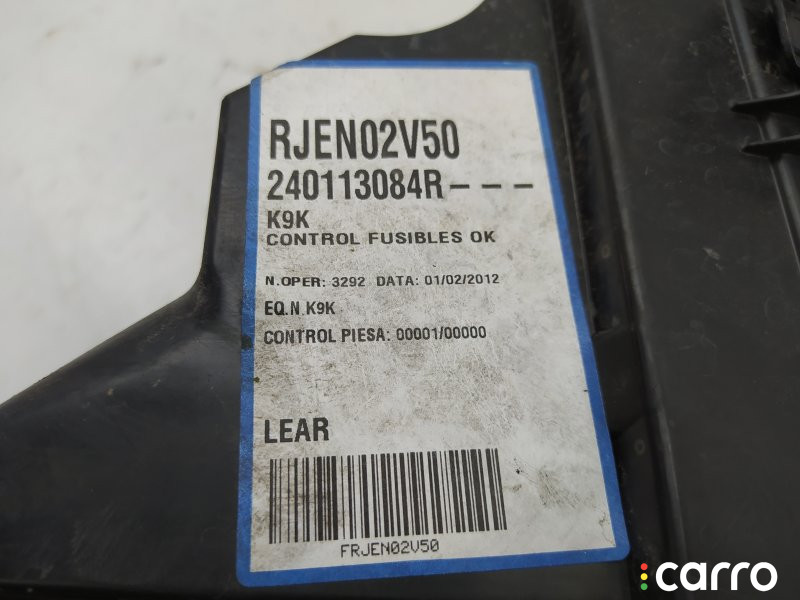 RJEN02V50
240113084R---
K9K
CONTROL FUSIBLES OK
N.OPER: 3292 DATA: 01/02/2012
EQ.N.K9K
CONTROL PIESA: 00001/00000
LEAR
FRJEN02V50
carro